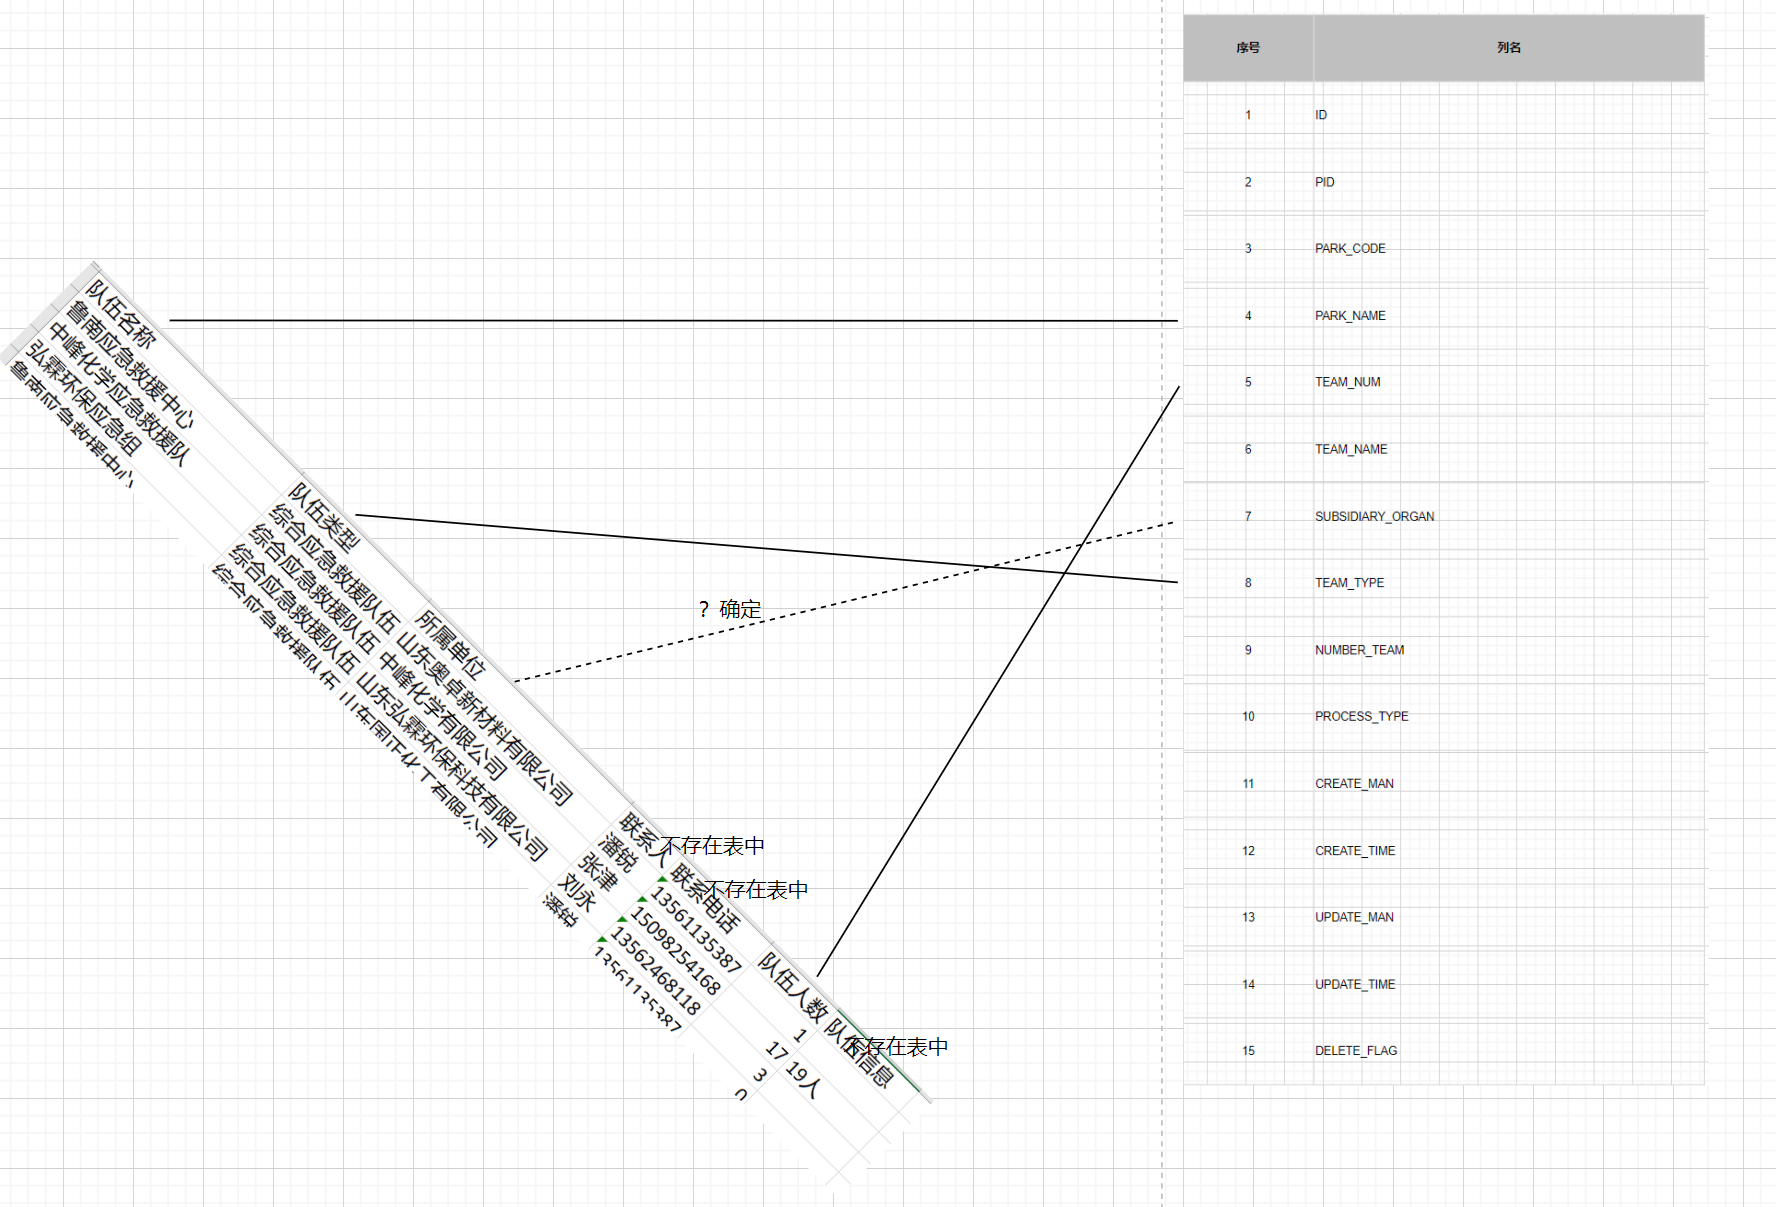 队伍名称
鲁南应急救援中心
中峰化学应急救援队
弘霖环保应急组
鲁南应急救援中心
队伍类型
综合应急救援队伍
综合应急救援队伍
综合应急救援队伍
综合应急救援队伍
所属单位
山东奥卓新材料有限公司
中峰化学有限公司
山东弘霖环保科技有限公司
山东国正化工有限公司
联系人
潘锐
张津
刘永
潘锐
联系电话
13561135387
15098254168
13562468118
13561135387
队伍人数
1
17
3
队伍信息
19人
? 确定
不存在表中
不存在表中
不存在表中
序号 列名
1 ID
2 PID
3 PARK_CODE
4 PARK_NAME
5 TEAM_NUM
6 TEAM_NAME
7 SUBSIDIARY_ORGAN
8 TEAM_TYPE
9 NUMBER_TEAM
10 PROCESS_TYPE
11 CREATE_MAN
12 CREATE_TIME
13 UPDATE_MAN
14 UPDATE_TIME
15 DELETE_FLAG